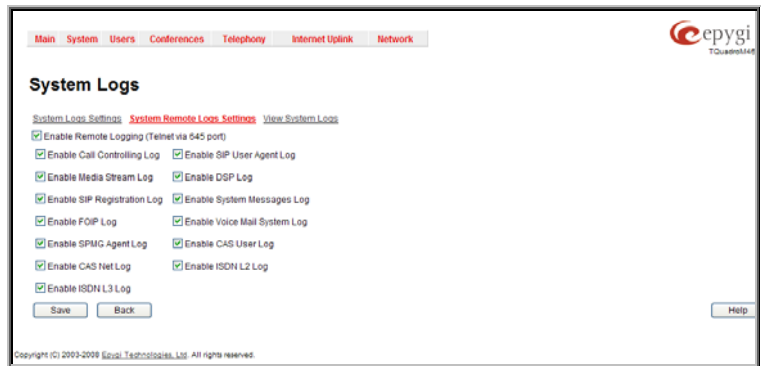 Main System Users Conferences Telephony Internet Uplink Network
epygi
System Logs
System Logs Settings System Remote Logs Settings View System Logs
Enable Remote Logging (Telnet via 645 port)
Enable Call Controlling Log Enable SIP User Agent Log
Enable Media Stream Log Enable DSP Log
Enable SIP Registration Log Enable System Messages Log
Enable FOIP Log Enable Voice Mail System Log
Enable SPMG Agent Log Enable CAS User Log
Enable CAS Net Log Enable ISDN L2 Log
Enable ISDN L3 Log
Save Back Help
Copyright (C) 2003-2008 Epygi Technologies, Ltd. All rights reserved.